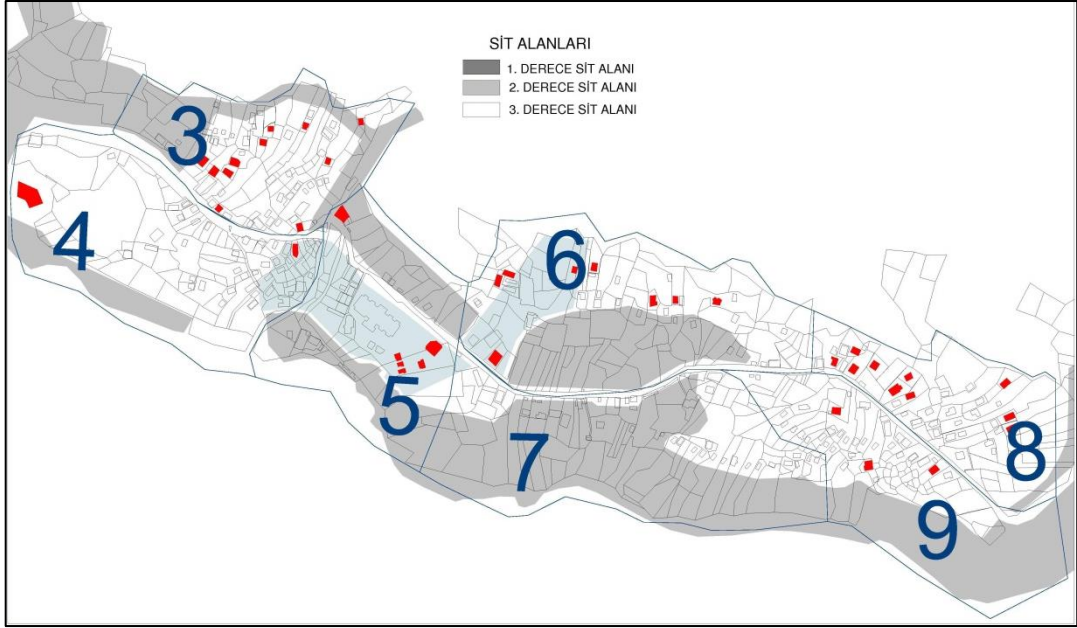 SİT ALANLARI
1. DERECE SİT ALANI
2. DERECE SİT ALANI
3. DERECE SİT ALANI
3
4
6
5
7
8
9